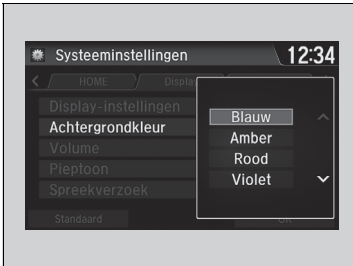 Systeeminstellingen 12:34
HOME Display
Display-instellingen
Achtergrondkleur
Volume
Pieptoon
Spreekverzoek
Standaard OK
Blauw
Amber
Rood
Violet